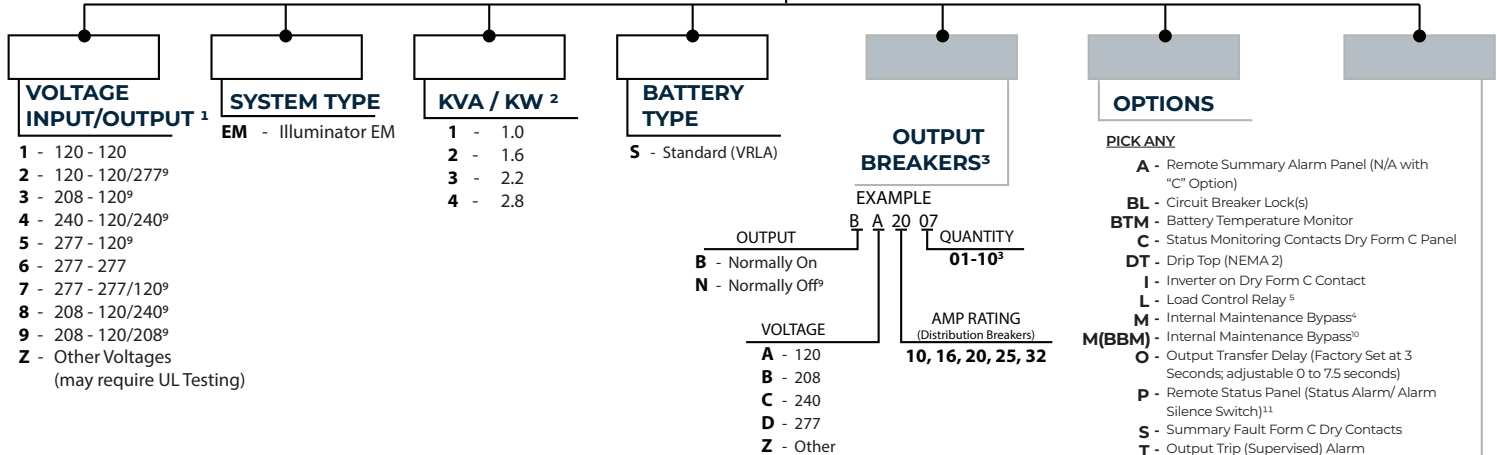 VOLTAGE
INPUT/OUTPUT ¹
1 - 120 - 120
2 - 120 - 120/277⁹
3 - 208 - 120⁹
4 - 240 - 120/240⁹
5 - 277 - 120⁹
6 - 277 - 277
7 - 277 - 277/120⁹
8 - 208 - 120/240⁹
9 - 208 - 120/208⁹
Z - Other Voltages
(may require UL Testing)
SYSTEM TYPE
EM - Illuminator EM
KVA / KW ²
1 - 1.0
2 - 1.6
3 - 2.2
4 - 2.8
BATTERY
TYPE
S - Standard (VRLA)
OUTPUT
BREAKERS³
EXAMPLE
B A 20 07
OUTPUT
B - Normally On
N - Normally Off⁹
QUANTITY
01-10³
VOLTAGE
A - 120
B - 208
C - 240
D - 277
Z - Other
AMP RATING
(Distribution Breakers)
10, 16, 20, 25, 32
OPTIONS
PICK ANY
A - Remote Summary Alarm Panel (N/A with
“C” Option)
BL - Circuit Breaker Lock(s)
BTM - Battery Temperature Monitor
C - Status Monitoring Contacts Dry Form C Panel
DT - Drip Top (NEMA 2)
I - Inverter on Dry Form C Contact
L - Load Control Relay ⁵
M - Internal Maintenance Bypass⁴
M(BBM) - Internal Maintenance Bypass¹⁰
O - Output Transfer Delay (Factory Set at 3
Seconds; adjustable 0 to 7.5 seconds)
P - Remote Status Panel (Status Alarm/ Alarm
Silence Switch)¹¹
S - Summary Fault Form C Dry Contacts
T - Output Trip (Supervised) Alarm